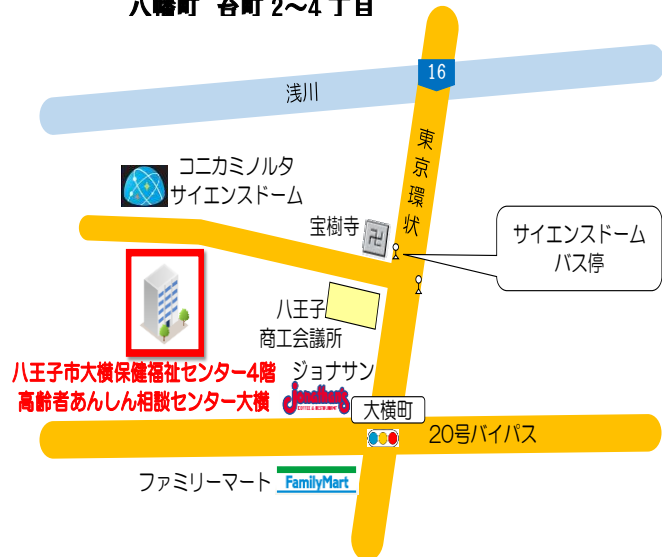 八幡町 谷町2～4丁目
16
浅川
東京環状
コニカミノルタ
サイエンスドーム
宝樹寺
卍
サイエンスドーム
バス停
八王子
商工会議所
八王子市大横保健福祉センター4階
高齢者あんしん相談センター大横
ジョナサン
Jonathan's
大横町
20号バイパス
ファミリーマート
FamilyMart